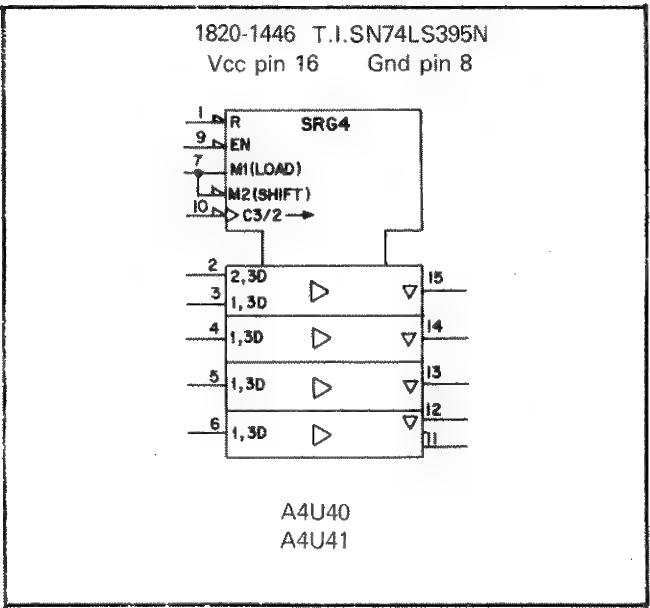 1820-1446 T.I.SN74LS395N
Vcc pin 16 Gnd pin 8
1 R SRG4
9 EN
7 M1(LOAD)
M2(SHIFT)
10 C3/2
2 2,3D 15
3 1,3D
4 1,3D 14
5 1,3D 13
12
6 1,3D 11
A4U40
A4U41